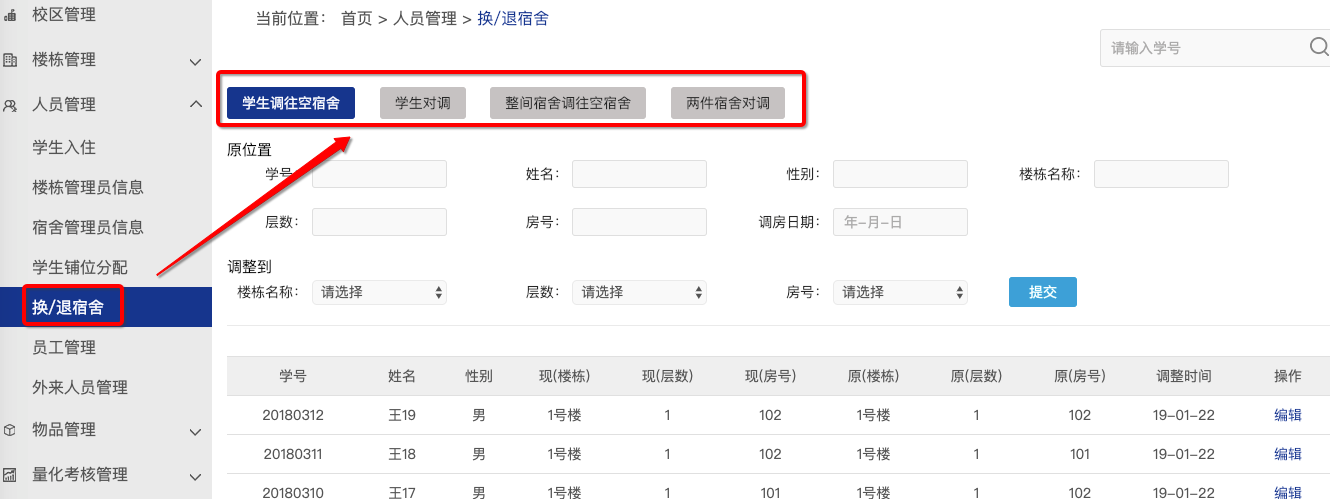 校区管理
楼栋管理
人员管理
学生入住
楼栋管理员信息
宿舍管理员信息
学生铺位分配
换/退宿舍
员工管理
外来人员管理
物品管理
量化考核管理
当前位置： 首页 > 人员管理 > 换/退宿舍
请输入学号
学生调往空宿舍 学生对调 整间宿舍调往空宿舍 两件宿舍对调
原位置
学号： 姓名： 性别： 楼栋名称：
层数： 房号： 调房日期： 年-月-日
调整到
楼栋名称： 请选择 层数： 请选择 房号： 请选择 提交
学号 姓名 性别 现(楼栋) 现(层数) 现(房号) 原(楼栋) 原(层数) 原(房号) 调整时间 操作
20180312 王19 男 1号楼 1 102 1号楼 1 102 19-01-22 编辑
20180311 王18 男 1号楼 1 102 1号楼 1 101 19-01-22 编辑
20180310 王17 男 1号楼 1 101 1号楼 1 102 19-01-22 编辑